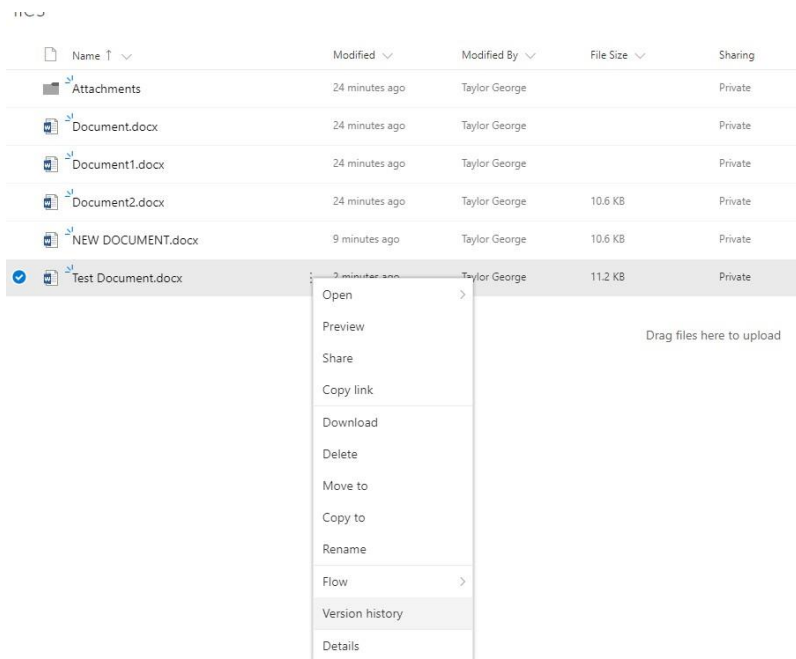 files
Name Modified Modified By File Size Sharing
Attachments 24 minutes ago Taylor George Private
Document.docx 24 minutes ago Taylor George Private
Document1.docx 24 minutes ago Taylor George Private
Document2.docx 24 minutes ago Taylor George 10.6 KB Private
NEW DOCUMENT.docx 9 minutes ago Taylor George 10.6 KB Private
Test Document.docx 2 minutes ago Taylor George 11.2 KB Private
Drag files here to upload
Open
Preview
Share
Copy link
Download
Delete
Move to
Copy to
Rename
Flow
Version history
Details